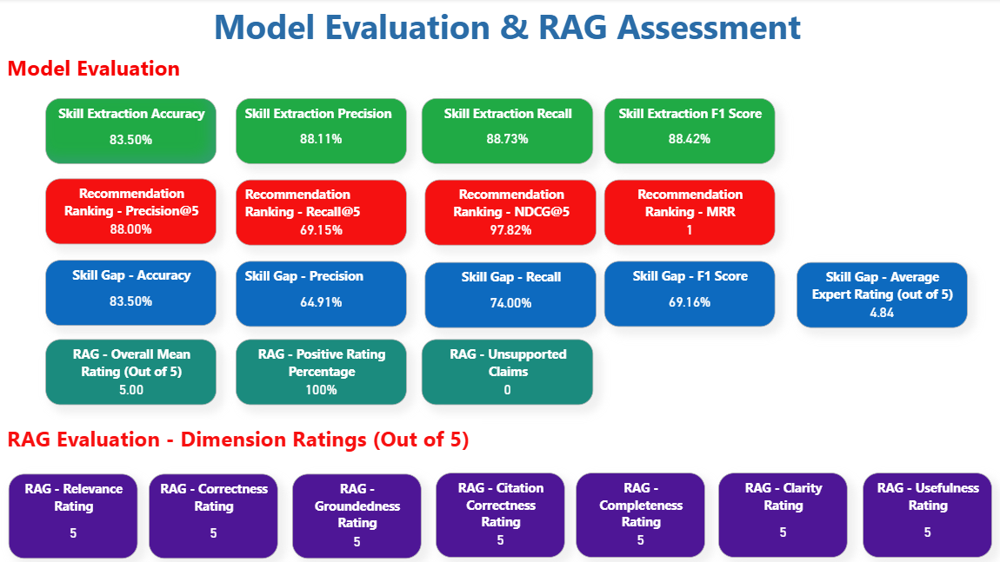 Model Evaluation & RAG Assessment
Model Evaluation
Skill Extraction Accuracy
83.50%
Skill Extraction Precision
88.11%
Skill Extraction Recall
88.73%
Skill Extraction F1 Score
88.42%
Recommendation
Ranking - Precision@5
88.00%
Recommendation
Ranking - Recall@5
69.15%
Recommendation
Ranking - NDCG@5
97.82%
Recommendation
Ranking - MRR
1
Skill Gap - Accuracy
83.50%
Skill Gap - Precision
64.91%
Skill Gap - Recall
74.00%
Skill Gap - F1 Score
69.16%
Skill Gap - Average
Expert Rating (out of 5)
4.84
RAG - Overall Mean
Rating (Out of 5)
5.00
RAG - Positive Rating
Percentage
100%
RAG - Unsupported
Claims
0
RAG Evaluation - Dimension Ratings (Out of 5)
RAG - Relevance
Rating
5
RAG - Correctness
Rating
5
RAG -
Groundedness
Rating
5
RAG - Citation
Correctness
Rating
5
RAG -
Completeness
Rating
5
RAG - Clarity
Rating
5
RAG - Usefulness
Rating
5